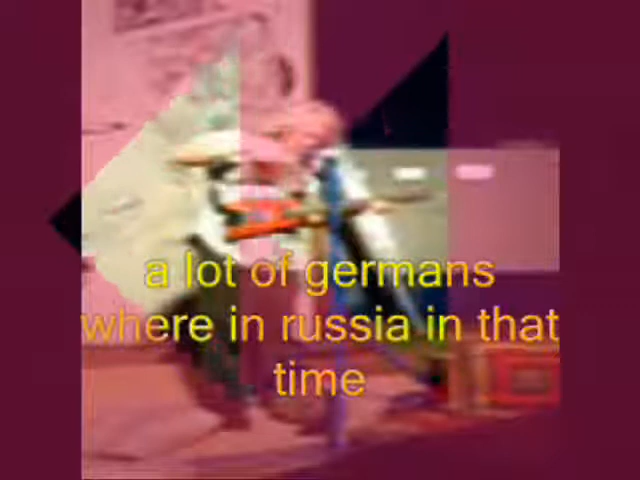 a lot of germans
where in russia in that
time